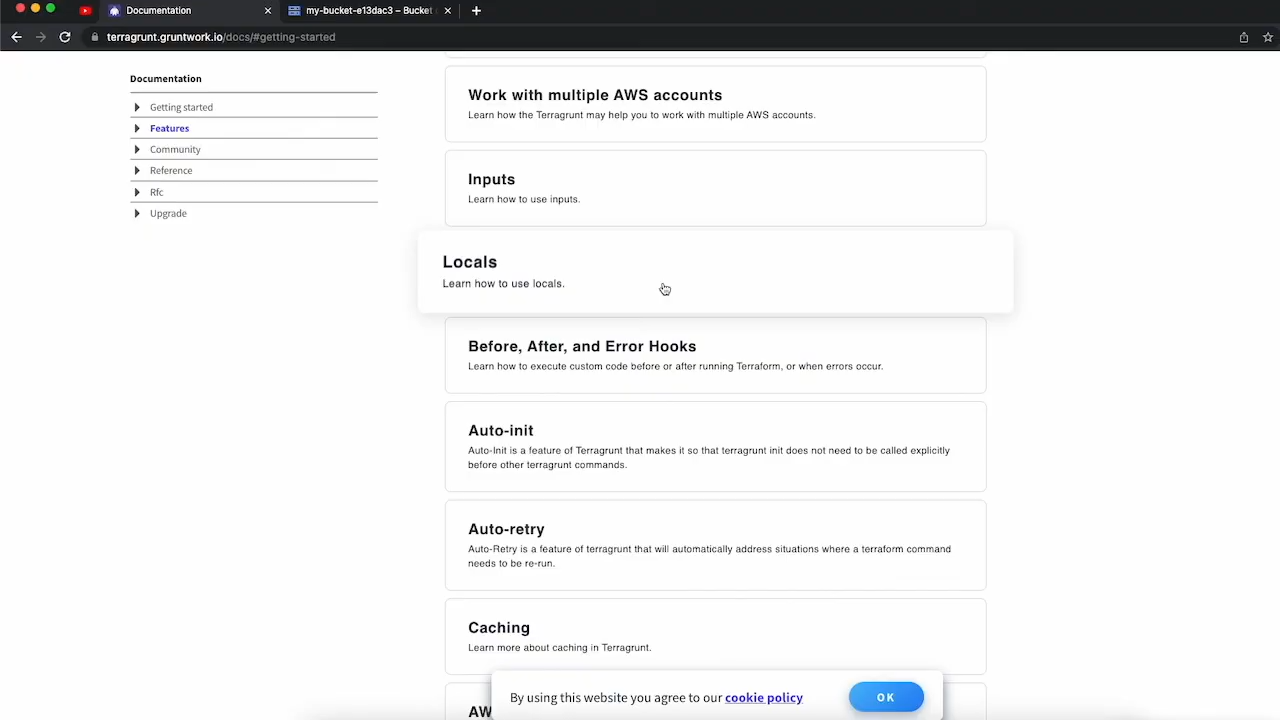 Documentation
my-bucket-e13dac3 – Bucket
terragrunt.gruntwork.io/docs/#getting-started
Documentation
Getting started
Features
Community
Reference
Rfc
Upgrade
Work with multiple AWS accounts
Learn how the Terragrunt may help you to work with multiple AWS accounts.
Inputs
Learn how to use inputs.
Locals
Learn how to use locals.
Before, After, and Error Hooks
Learn how to execute custom code before or after running Terraform, or when errors occur.
Auto-init
Auto-Init is a feature of Terragrunt that makes it so that terragrunt init does not need to be called explicitly
before other terragrunt commands.
Auto-retry
Auto-Retry is a feature of terragrunt that will automatically address situations where a terraform command
needs to be re-run.
Caching
Learn more about caching in Terragrunt.
By using this website you agree to our cookie policy
OK
AW